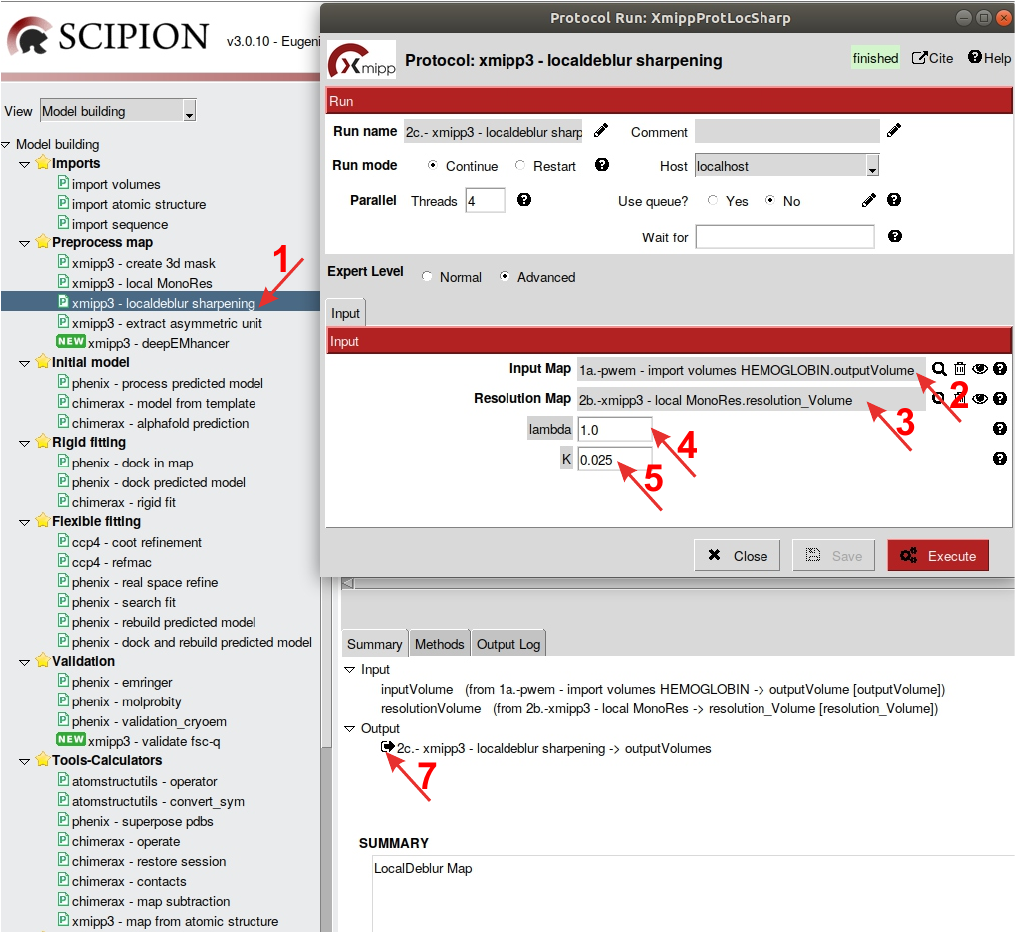 SCIPION v3.0.10 - Eugeni
View Model building
Model building
Imports
import volumes
import atomic structure
import sequence
Preprocess map
xmipp3 - create 3d mask
xmipp3 - local MonoRes
xmipp3 - localdeblur sharpening
1
xmipp3 - extract asymmetric unit
NEW xmipp3 - deepEMhancer
Initial model
phenix - process predicted model
chimerax - model from template
chimerax - alphafold prediction
Rigid fitting
phenix - dock in map
phenix - dock predicted model
chimerax - rigid fit
Flexible fitting
ccp4 - coot refinement
ccp4 - refmac
phenix - real space refine
phenix - search fit
phenix - rebuild predicted model
phenix - dock and rebuild predicted model
Validation
phenix - emringer
phenix - molprobity
phenix - validation_cryoem
NEW xmipp3 - validate fsc-q
Tools-Calculators
atomstructutils - operator
atomstructutils - convert_sym
phenix - superpose pdbs
chimerax - operate
chimerax - restore session
chimerax - contacts
chimerax - map subtraction
xmipp3 - map from atomic structure
Protocol Run: XmippProtLocSharp
Xmipp Protocol: xmipp3 - localdeblur sharpening finished Cite Help
Run
Run name 2c.- xmipp3 - localdeblur sharp Comment
Run mode Continue Restart Host localhost
Parallel Threads 4 Use queue? Yes No
Wait for
Expert Level Normal Advanced
Input
Input
Input Map 1a.-pwem - import volumes HEMOGLOBIN.outputVolume 2
Resolution Map 2b.-xmipp3 - local MonoRes.resolution_Volume 3
lambda 1.0 4
K 0.025 5
Close Save Execute
Summary Methods Output Log
Input
inputVolume (from 1a.-pwem - import volumes HEMOGLOBIN -> outputVolume [outputVolume])
resolutionVolume (from 2b.-xmipp3 - local MonoRes -> resolution_Volume [resolution_Volume])
Output
2c.- xmipp3 - localdeblur sharpening -> outputVolumes
7
SUMMARY
LocalDeblur Map